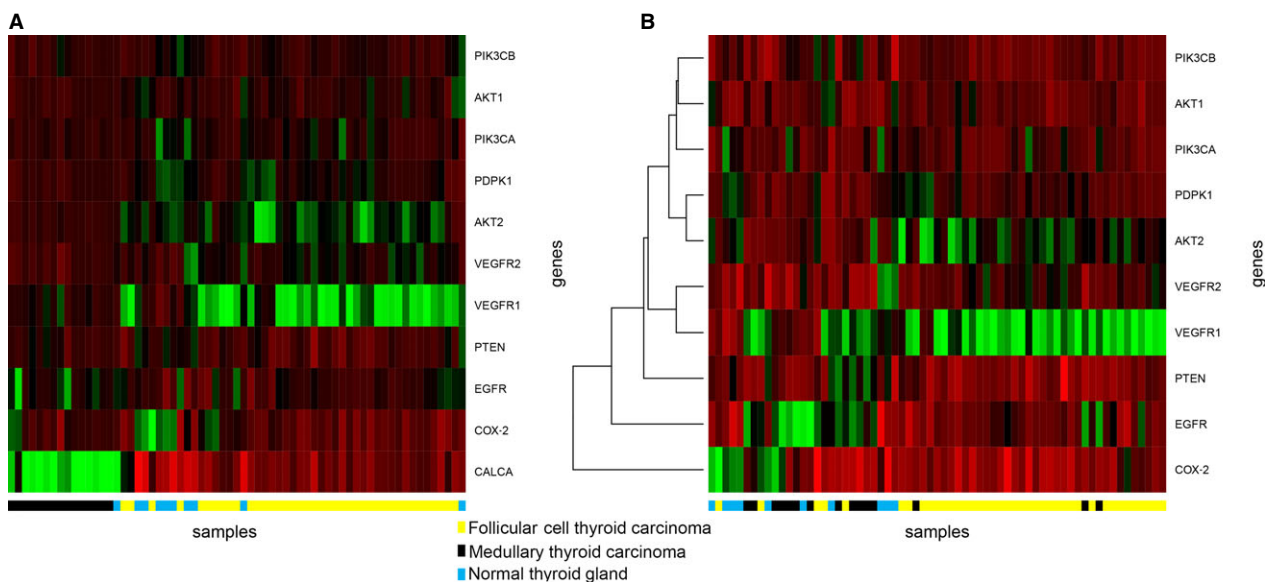 A
PIK3CB
AKT1
PIK3CA
PDPK1
AKT2
VEGFR2
VEGFR1
PTEN
EGFR
COX-2
CALCA
genes
samples
B
PIK3CB
AKT1
PIK3CA
PDPK1
AKT2
VEGFR2
VEGFR1
PTEN
EGFR
COX-2
genes
samples
Follicular cell thyroid carcinoma
Medullary thyroid carcinoma
Normal thyroid gland